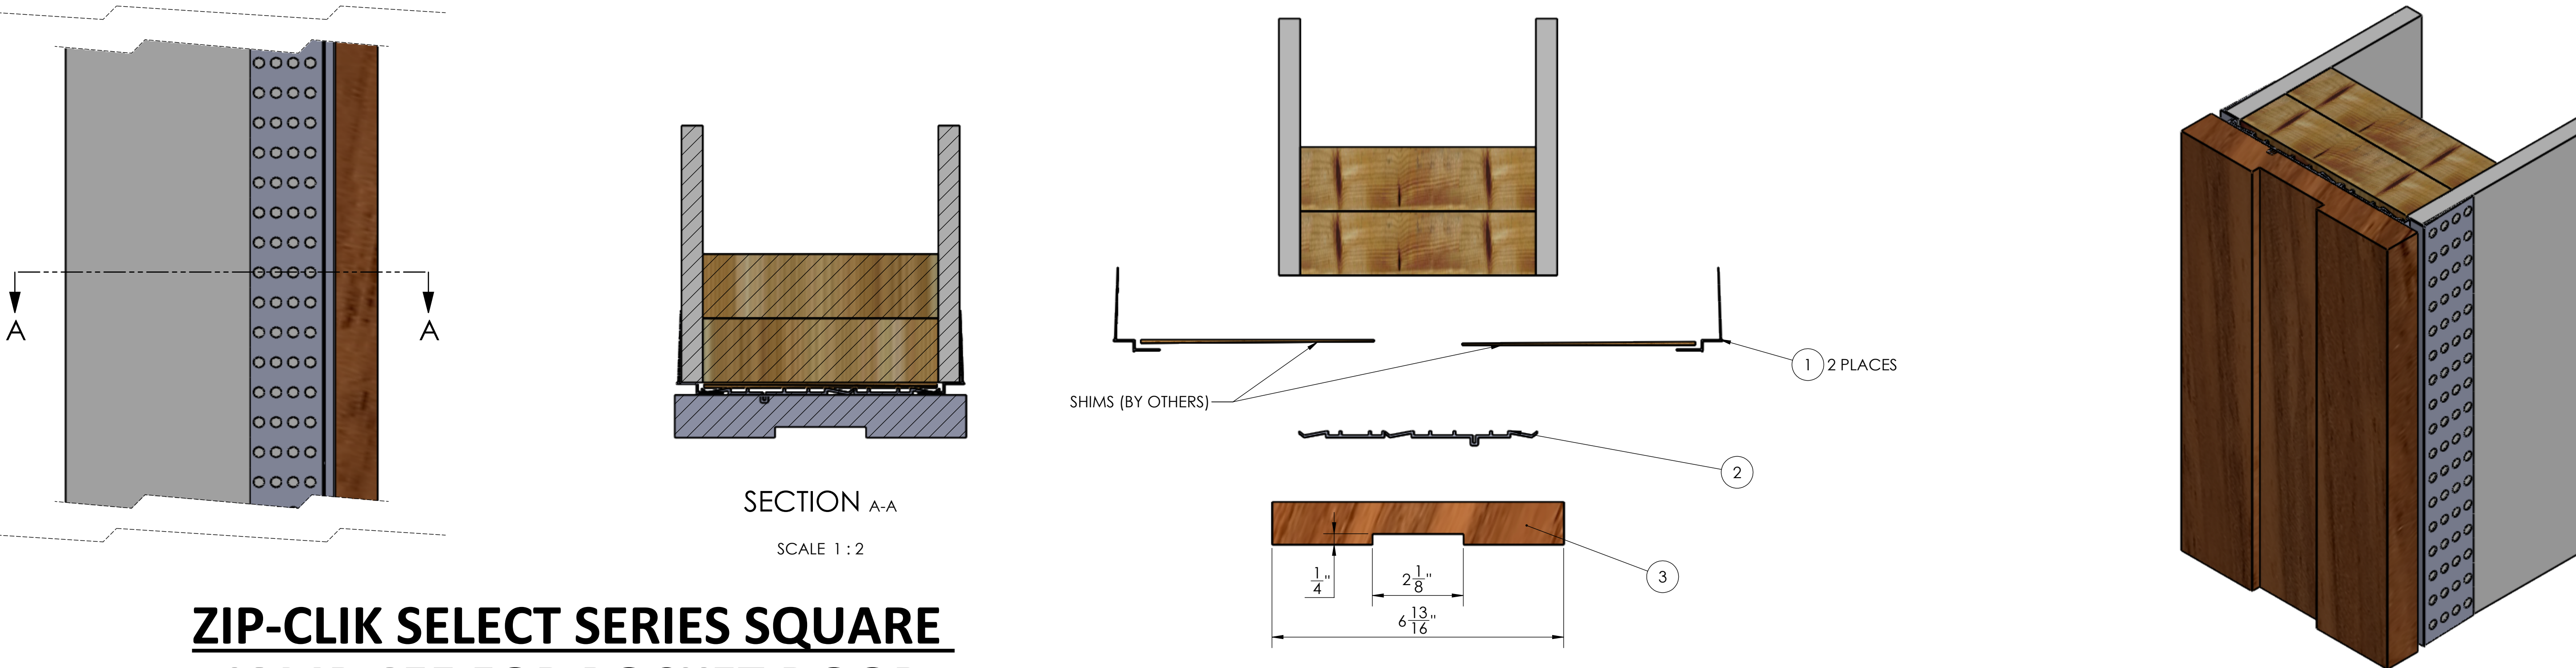 A
A
SECTION A-A
SCALE 1 : 2
ZIP-CLIK SELECT SERIES SQUARE
SHIMS (BY OTHERS)
1 2 PLACES
2
3
1/4"
2 1/8"
6 13/16"